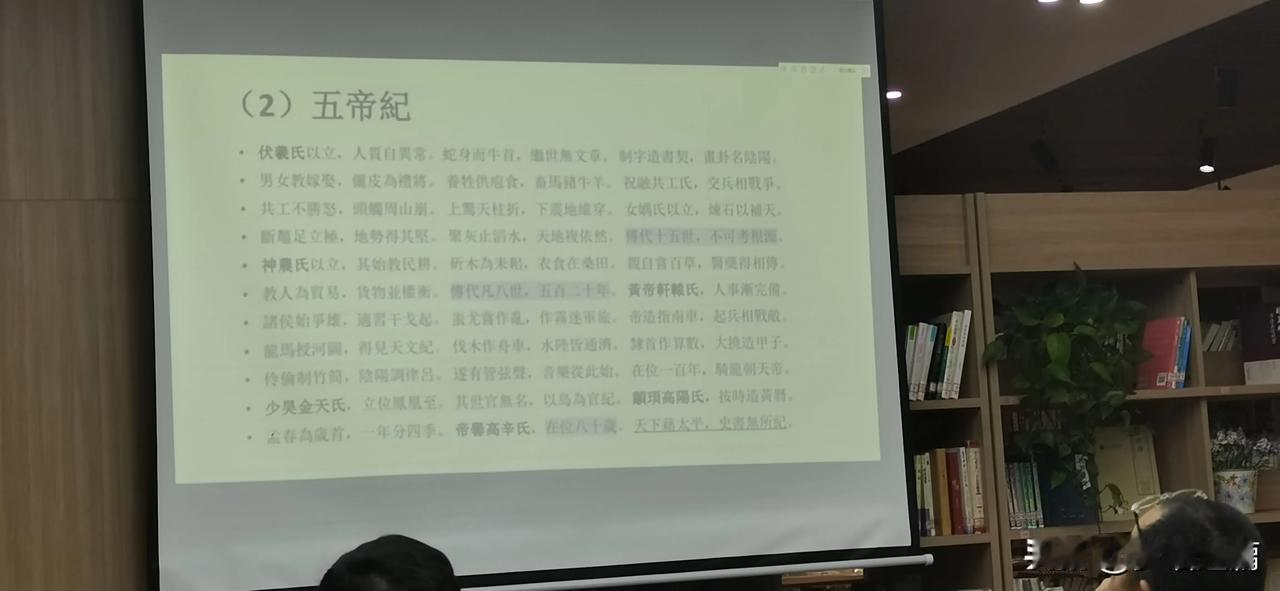 （2）五帝紀
• 伏羲氏以立，人質自異常。蛇身而牛首，繼世無文章。制字造書契，畫卦名陰陽。
• 男女教嫁娶，儷皮為禮將。養牲供庖食，畜馬豬牛羊。祝融共工氏，交兵相戰爭。
• 共工不勝怒，頭觸周山崩。上驚天柱折，下震地維穿。女媧氏以立，煉石以補天。
• 斷鼇足立極，地勢得其堅。聚灰止滔水，天地複依然。傳代十五世，不可考根源。
• 神農氏以立，其始教民耕。斫木為耒耜，衣食在桑田。親自嘗百草，醫藥得相傳。
• 教人為貿易，貨物並權衡。傳代凡八世，五百二十年。黃帝軒轅氏，人事漸完備。
• 諸侯始爭雄，適習干戈起。蚩尤嘗作亂，作霧迷軍旅。帝造指南車，起兵相戰敵。
• 龍馬授河圖，得見天文紀。伐木作舟車，水陸皆通濟。隸首作算數，大撓造甲子。
• 伶倫制竹筒，陰陽調律呂。遂有管弦聲，音樂從此始。在位一百年，騎龍朝天帝。
• 少昊金天氏，立位鳳凰至。其世官無名，以鳥為官紀。顓頊高陽氏，按時造黃曆。
• 孟春為歲首，一年分四季。帝嚳高辛氏，在位八十歲。天下藉太平，史書無所紀。